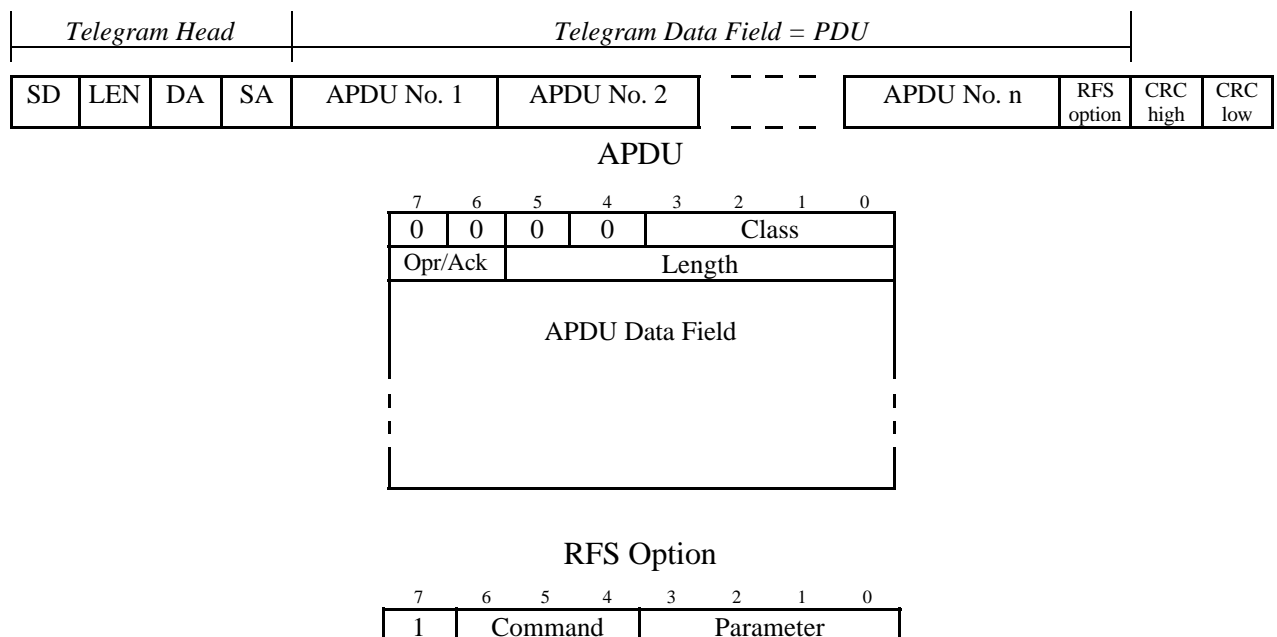 Telegram Head Telegram Data Field = PDU
SD LEN DA SA APDU No. 1 APDU No. 2 APDU No. n RFS option CRC high CRC low
APDU
7 6 5 4 3 2 1 0
0 0 0 0 Class
Opr/Ack Length
APDU Data Field
RFS Option
7 6 5 4 3 2 1 0
1 Command Parameter